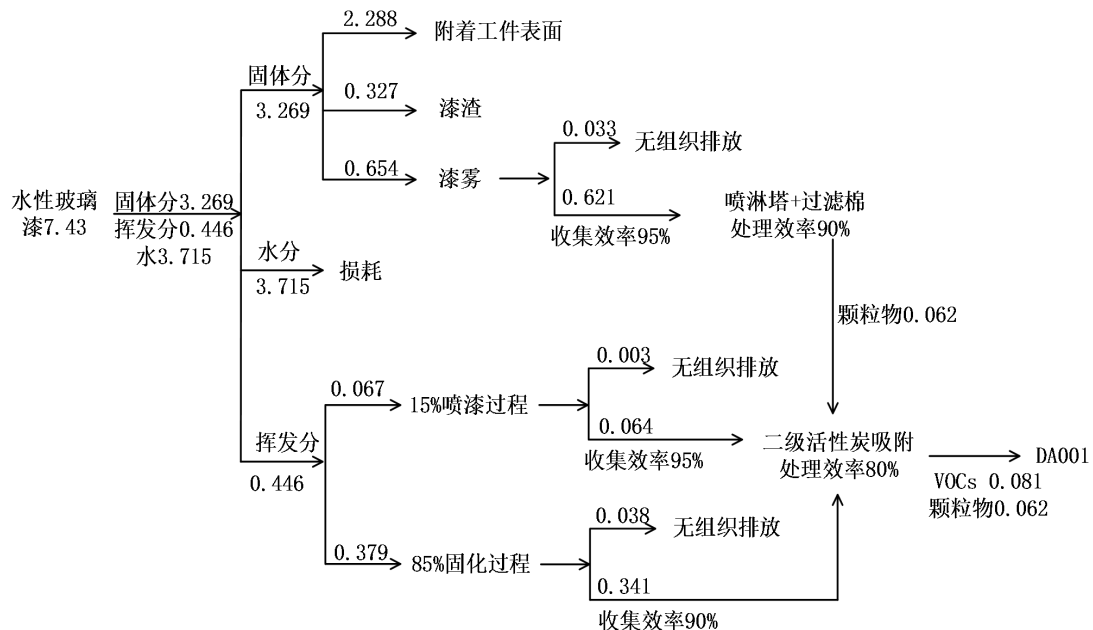 水性玻璃
漆7.43
固体分3.269
挥发分0.446
水3.715
固体分
3.269
2.288
附着工件表面
0.327
漆渣
0.654
漆雾
0.033
无组织排放
0.621
收集效率95%
喷淋塔+过滤棉
处理效率90%
颗粒物0.062
水分
3.715
损耗
挥发分
0.446
0.067
15%喷漆过程
0.003
无组织排放
0.064
收集效率95%
二级活性炭吸附
处理效率80%
DA001
VOCs 0.081
颗粒物0.062
0.379
85%固化过程
0.038
无组织排放
0.341
收集效率90%